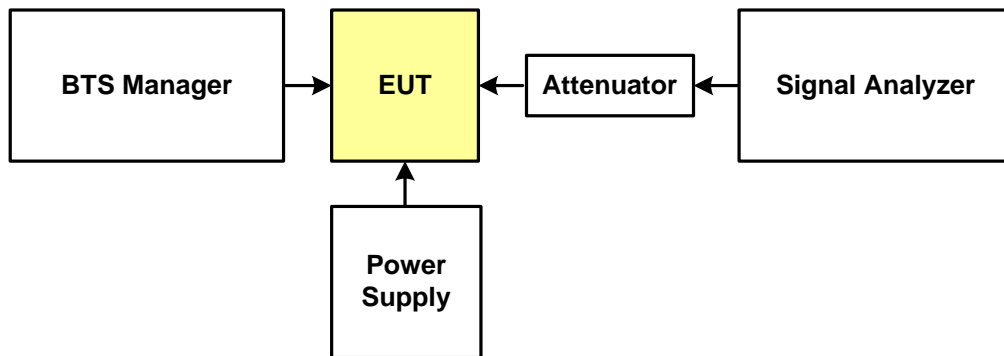 BTS Manager
EUT
Attenuator
Signal Analyzer
Power
Supply